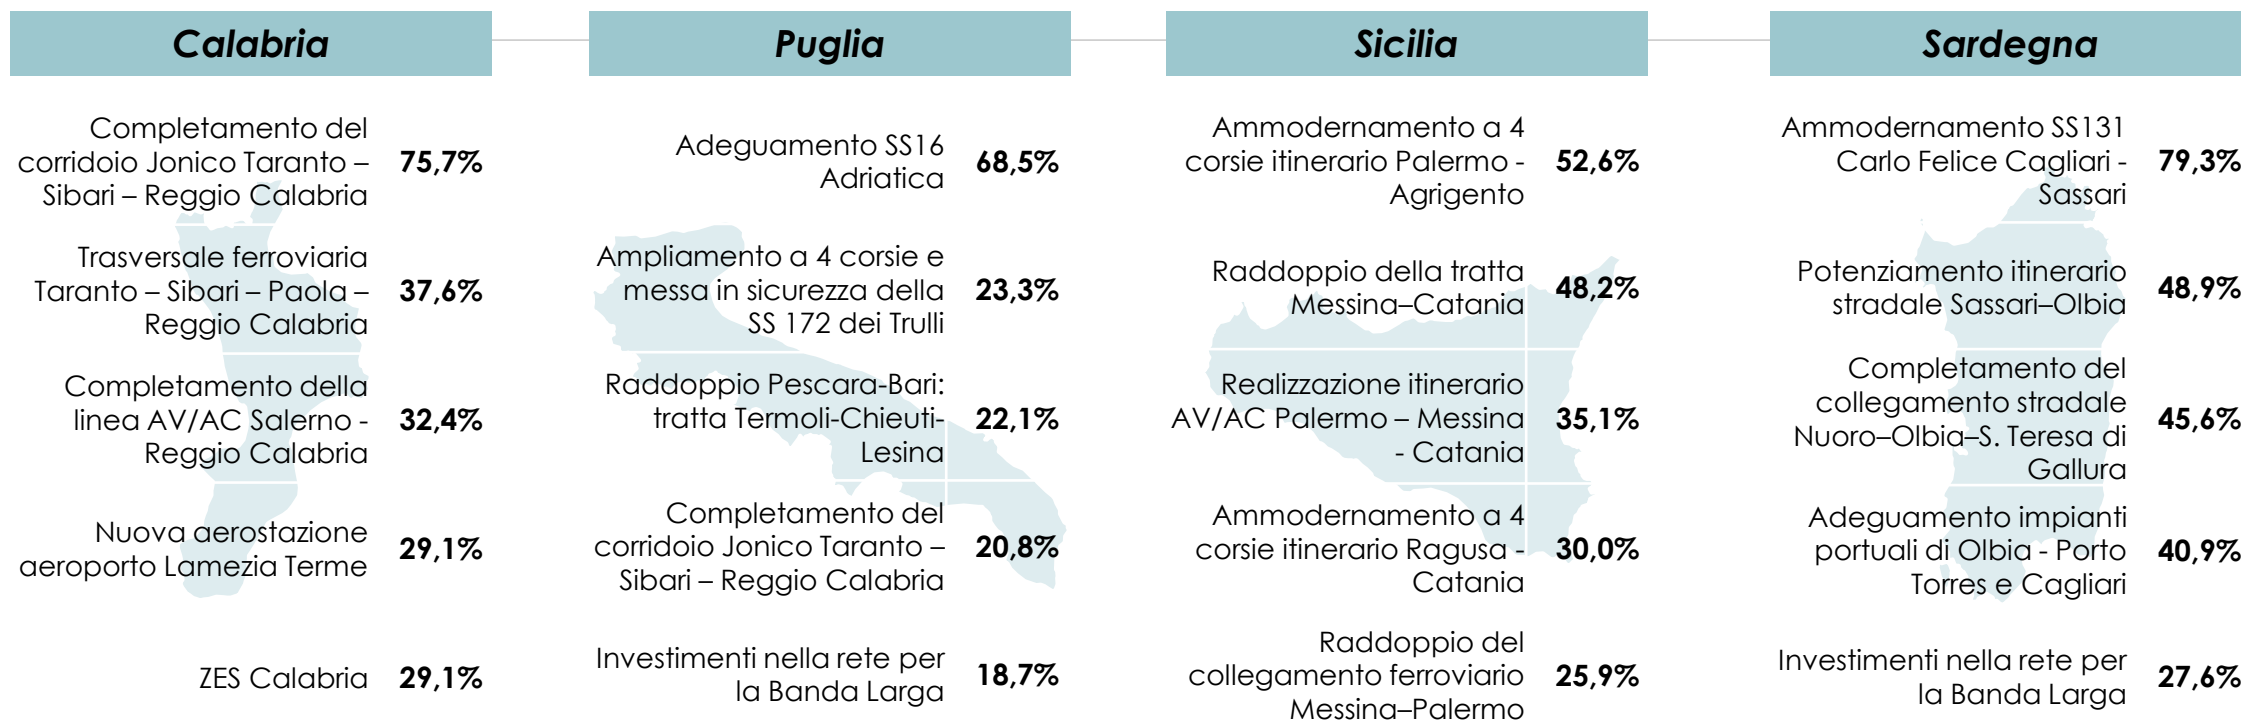 Calabria
Completamento del
corridoio Jonico Taranto –
Sibari – Reggio Calabria
75,7%
Trasversale ferroviaria
Taranto – Sibari – Paola –
Reggio Calabria
37,6%
Completamento della
linea AV/AC Salerno -
Reggio Calabria
32,4%
Nuova aerostazione
aeroporto Lamezia Terme
29,1%
ZES Calabria
29,1%
Puglia
Adeguamento SS16
Adriatica
68,5%
Ampliamento a 4 corsie e
messa in sicurezza della
SS 172 dei Trulli
23,3%
Raddoppio Pescara-Bari:
tratta Termoli-Chieuti-
Lesina
22,1%
Completamento del
corridoio Jonico Taranto –
Sibari – Reggio Calabria
20,8%
Investimenti nella rete per
la Banda Larga
18,7%
Sicilia
Ammodernamento a 4
corsie itinerario Palermo -
Agrigento
52,6%
Raddoppio della tratta
Messina–Catania
48,2%
Realizzazione itinerario
AV/AC Palermo – Messina
- Catania
35,1%
Ammodernamento a 4
corsie itinerario Ragusa -
Catania
30,0%
Raddoppio del
collegamento ferroviario
Messina–Palermo
25,9%
Sardegna
Ammodernamento SS131
Carlo Felice Cagliari -
Sassari
79,3%
Potenziamento itinerario
stradale Sassari–Olbia
48,9%
Completamento del
collegamento stradale
Nuoro–Olbia–S. Teresa di
Gallura
45,6%
Adeguamento impianti
portuali di Olbia - Porto
Torres e Cagliari
40,9%
Investimenti nella rete per
la Banda Larga
27,6%